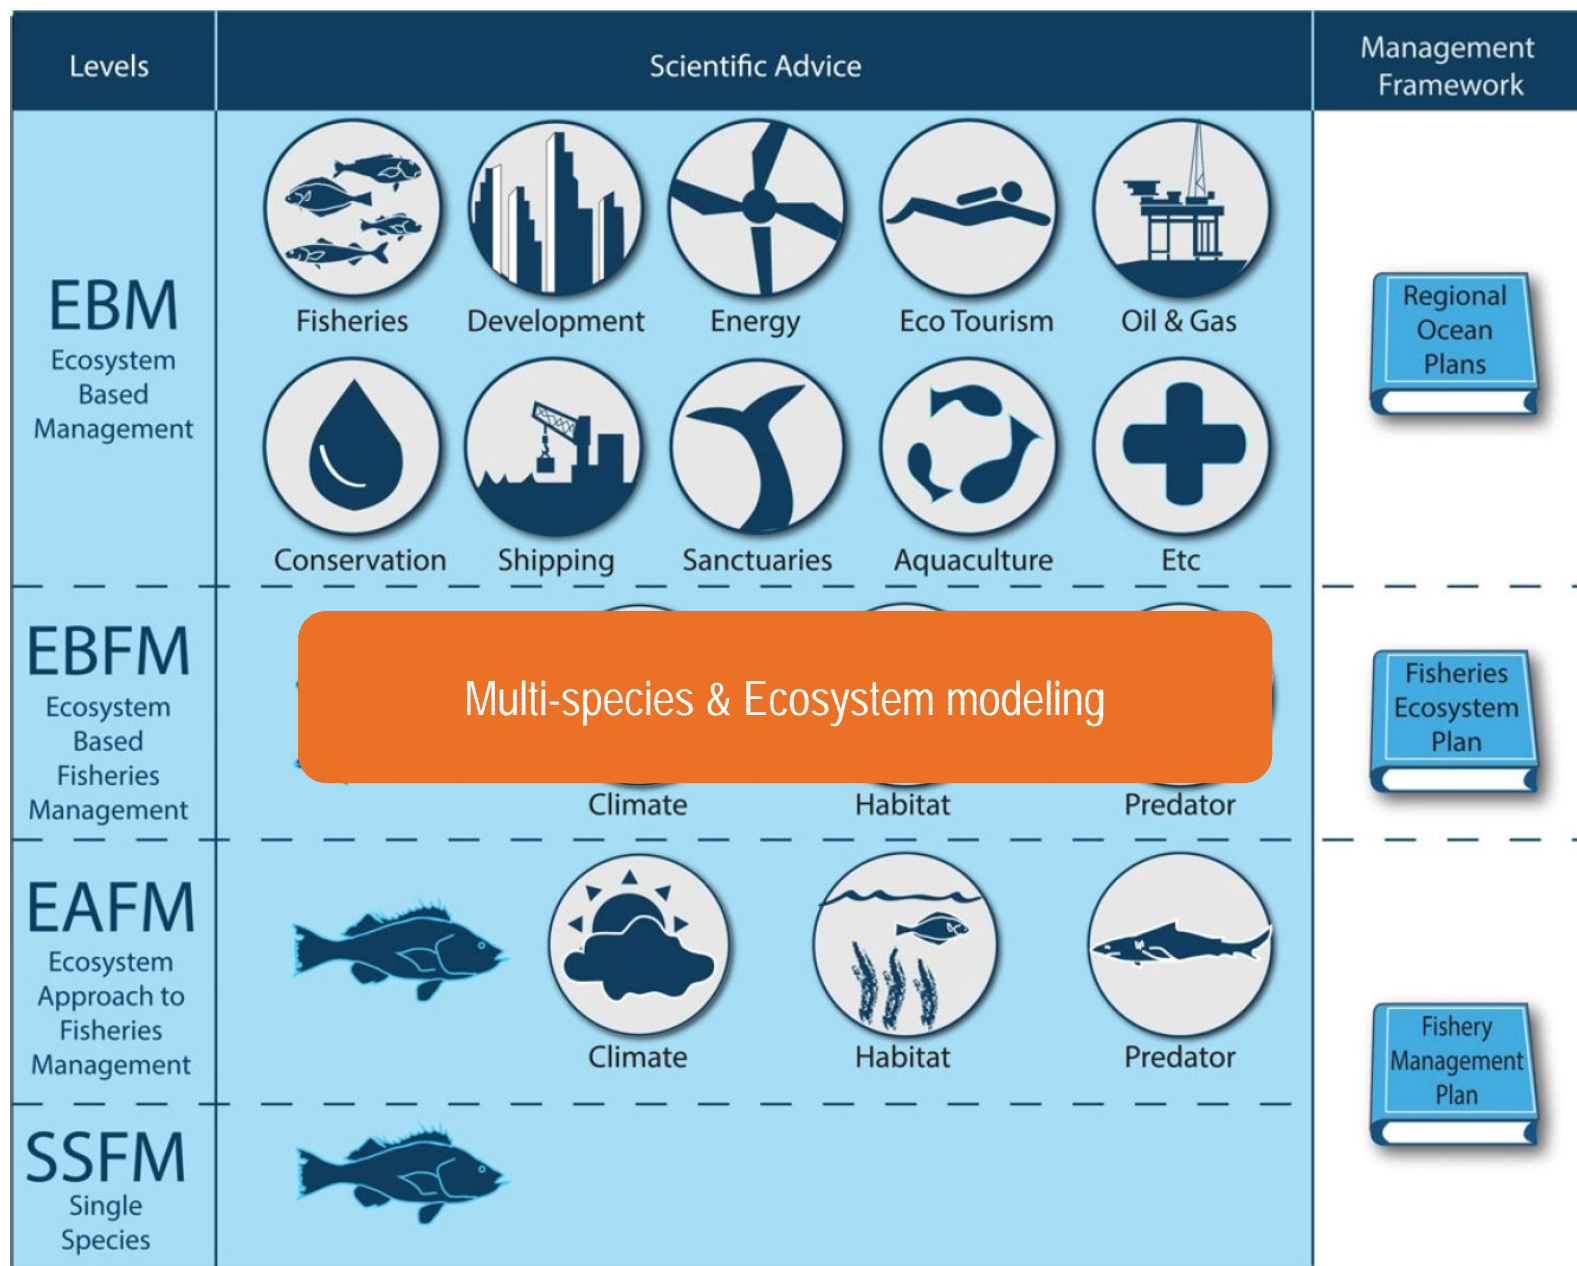 Levels
Scientific Advice
Management
Framework
EBM
Ecosystem
Based
Management
Fisheries
Development
Energy
Eco Tourism
Oil & Gas
Conservation
Shipping
Sanctuaries
Aquaculture
Etc
Regional
Ocean
Plans
EBFM
Ecosystem
Based
Fisheries
Management
Multi-species & Ecosystem modeling
Climate
Habitat
Predator
Fisheries
Ecosystem
Plan
EAFM
Ecosystem
Approach to
Fisheries
Management
Climate
Habitat
Predator
Fishery
Management
Plan
SSFM
Single
Species